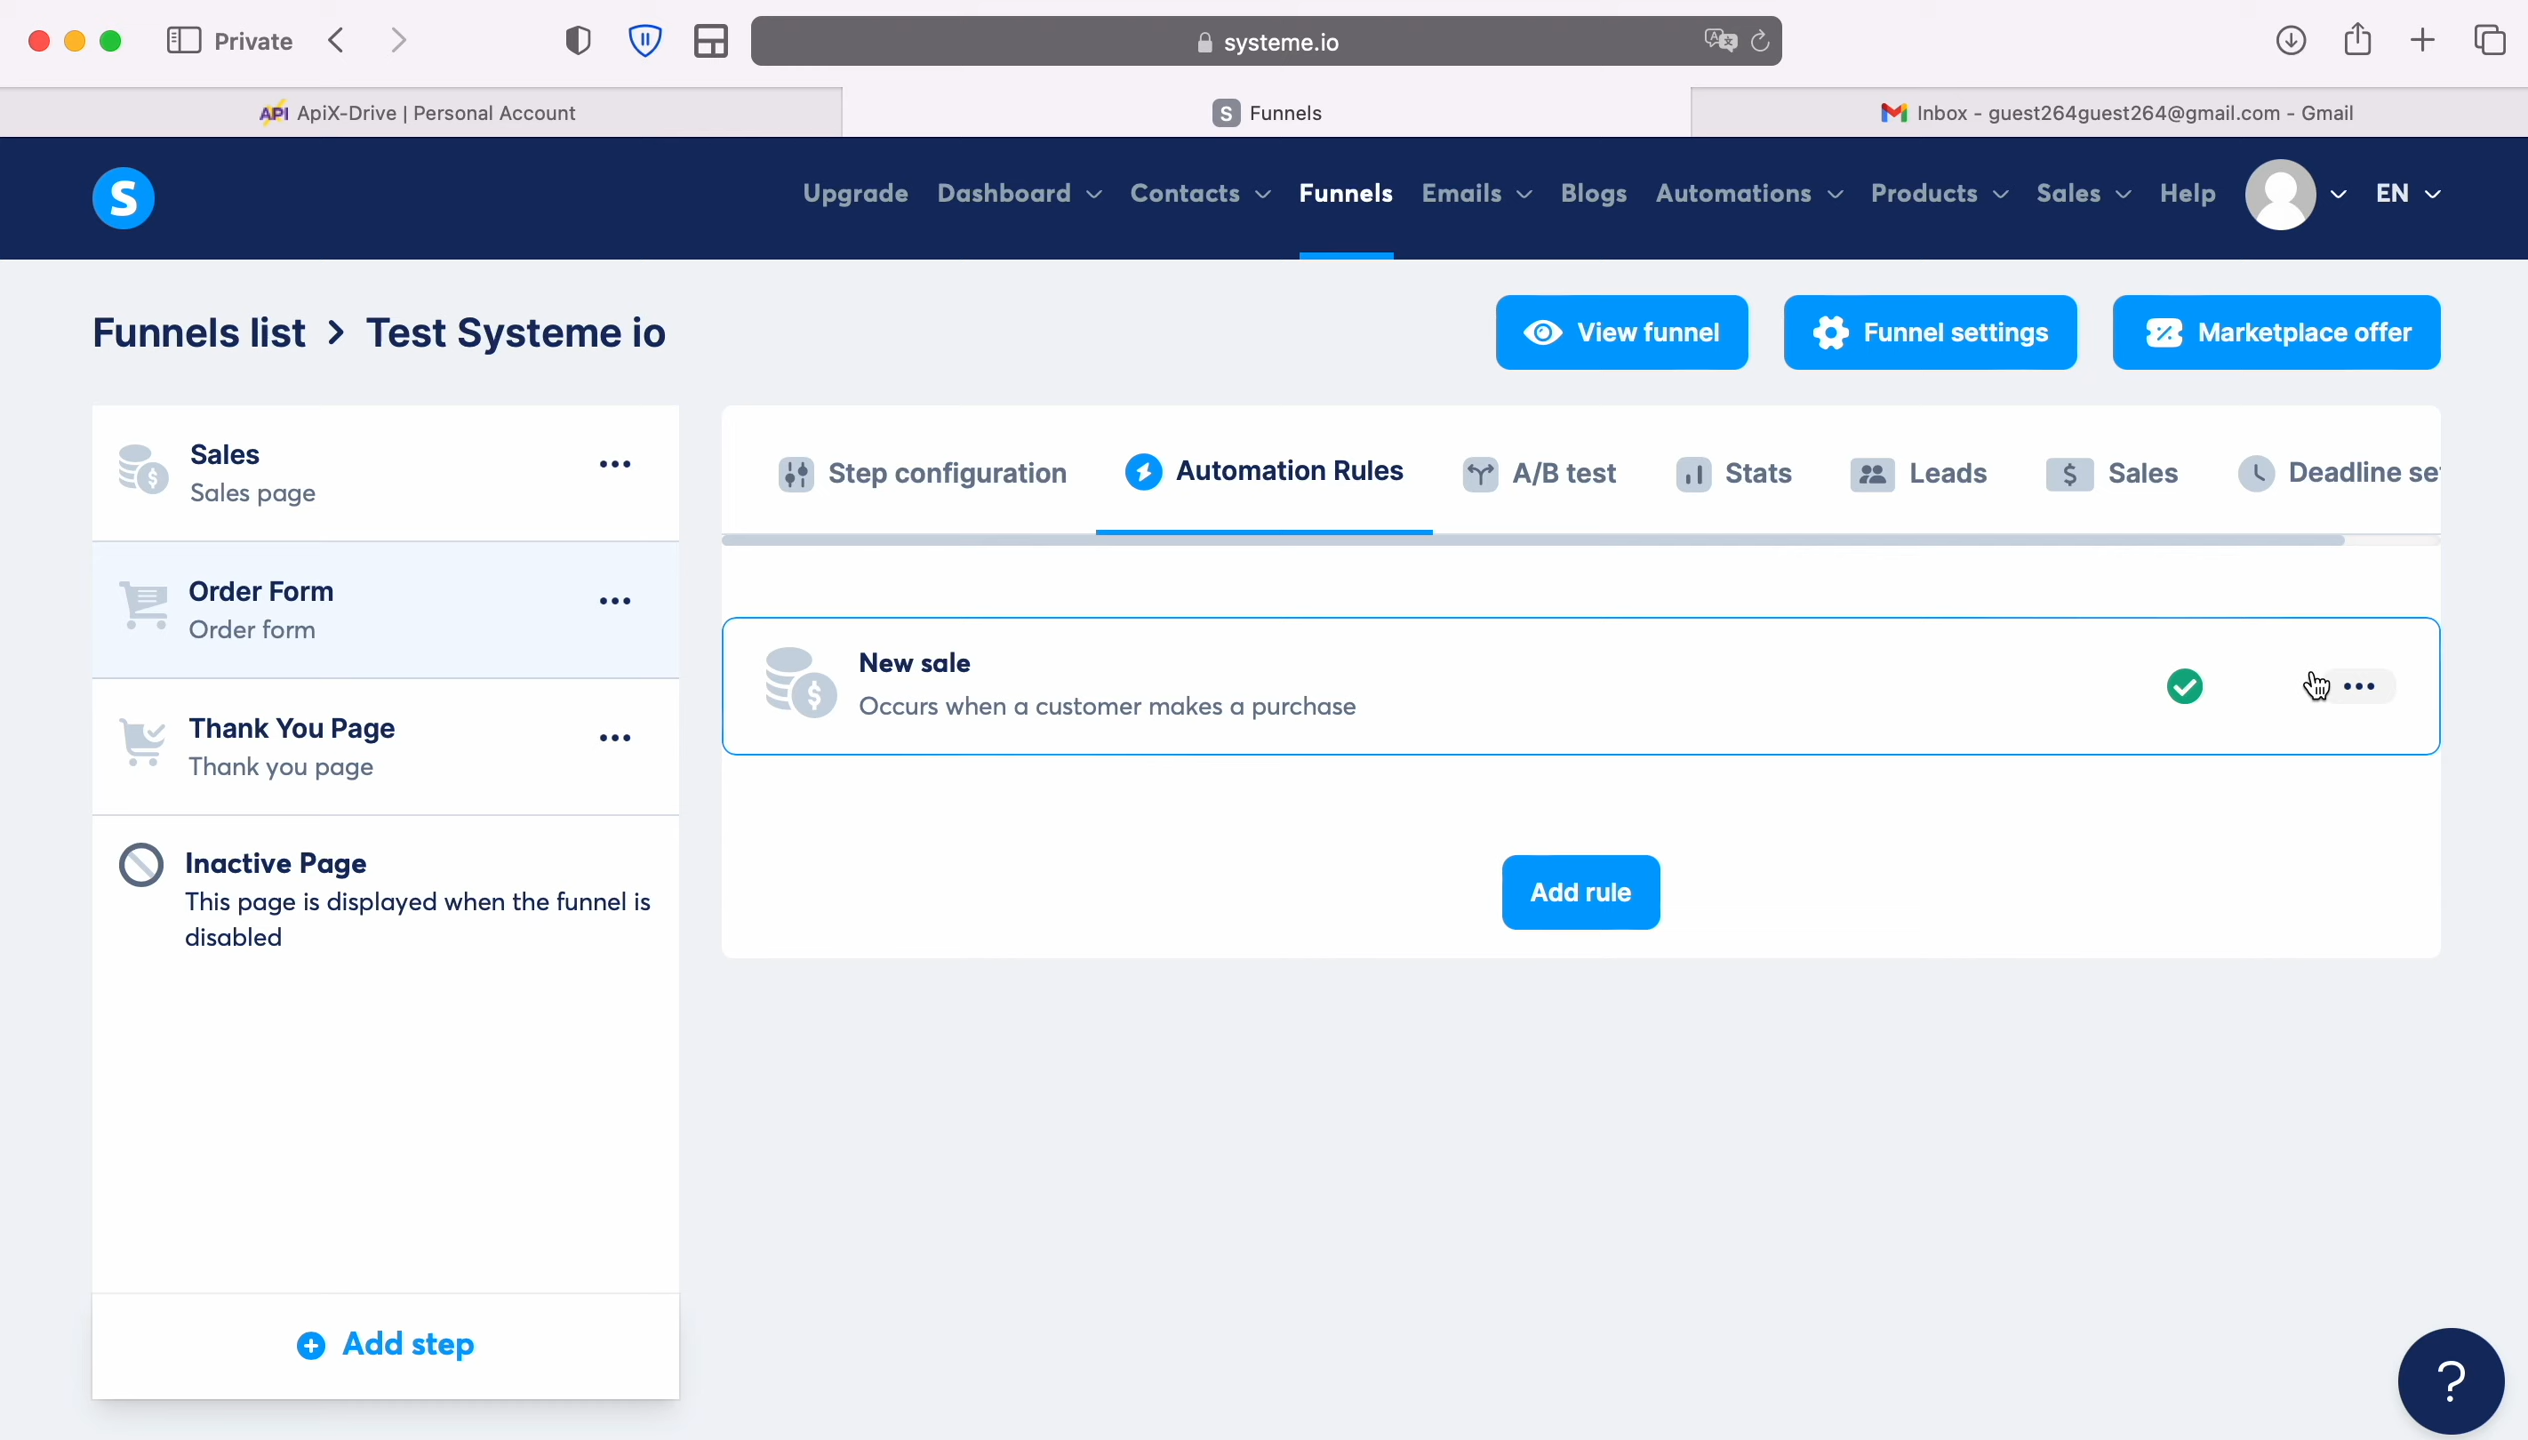 Private
systeme.io
API ApiX-Drive | Personal Account
S Funnels
Inbox - guest264guest264@gmail.com - Gmail
S
Upgrade Dashboard Contacts Funnels Emails Blogs Automations Products Sales Help EN
Funnels list > Test Systeme io
View funnel
Funnel settings
Marketplace offer
Sales
Sales page
Order Form
Order form
Thank You Page
Thank you page
Inactive Page
This page is displayed when the funnel is
disabled
Add step
Step configuration
Automation Rules
A/B test
Stats
Leads
$ Sales
Deadline set
New sale
Occurs when a customer makes a purchase
Add rule
?